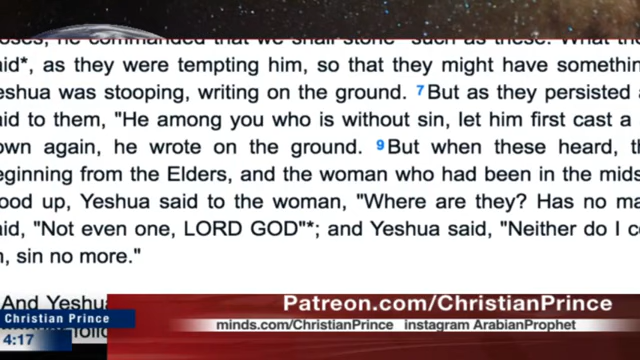 oses, he commanded that we shall stone* such as these. What the
aid*, as they were tempting him, so that they might have somethin
eshua was stooping, writing on the ground. 7But as they persisted a
aid to them, "He among you who is without sin, let him first cast a
own again, he wrote on the ground. 9But when these heard, th
eginning from the Elders, and the woman who had been in the mids
ood up, Yeshua said to the woman, "Where are they? Has no ma
aid, "Not even one, LORD GOD"*; and Yeshua said, "Neither do I c
n, sin no more."
And Yeshua
Patreon.com/ChristianPrince
Christian Prince
minds.com/ChristianPrince instagram ArabianProphet
4:17